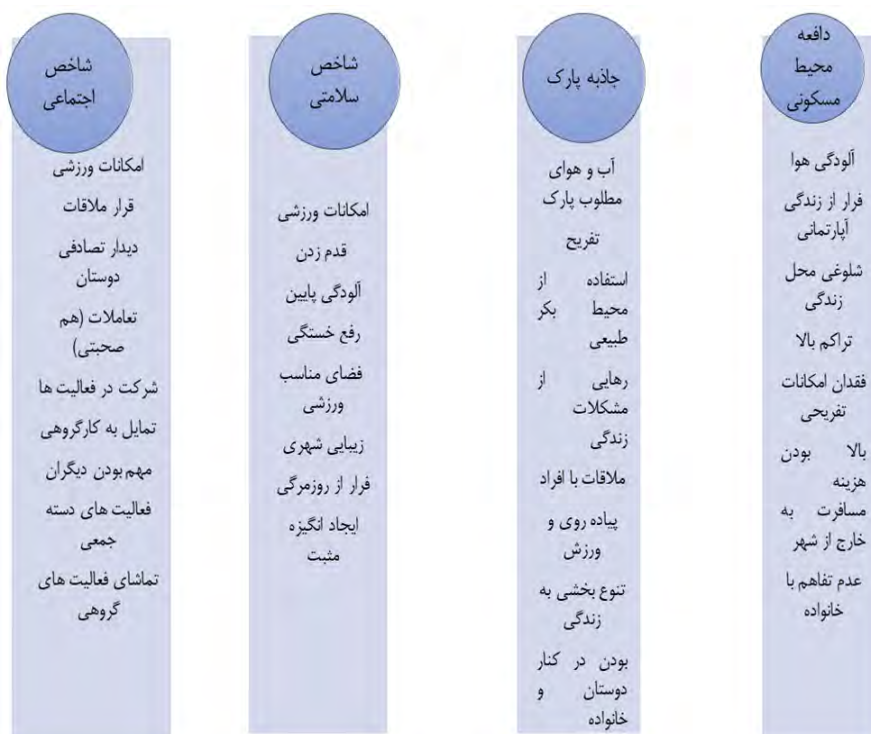 دافعه
محیط
مسکونی
آلودگی هوا
فرار از زندگی
آپارتمانی
شلوغی محل
زندگی
تراکم بالا
فقدان امکانات
تفریحی
بالا بودن
هزینه
مسافرت به
خارج از شهر
عدم تفاهم با
خانواده
جاذبه پارک
آب و هوای
مطلوب پارک
تفریح
استفاده از
محیط بکر
طبیعی
رهایی از
مشکلات
زندگی
ملاقات با افراد
پیاده روی و
ورزش
تنوع بخشی به
زندگی
بودن در کنار
دوستان و
خانواده
شاخص
سلامتی
امکانات ورزشی
قدم زدن
آلودگی پایین
رفع خستگی
فضای مناسب
ورزشی
زیبایی شهری
فرار از روزمرگی
ایجاد انگیزه
مثبت
شاخص
اجتماعی
امکانات ورزشی
قرار ملاقات
دیدار تصادفی
دوستان
تعاملات (هم
صحبتی)
شرکت در فعالیت ها
تمایل به کارگروهی
مهم بودن دیگران
فعالیت های دسته
جمعی
تماشای فعالیت های
گروهی